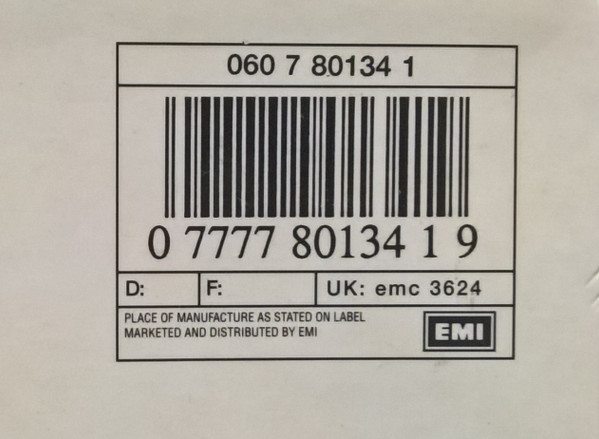 060 7 80134 1
0 7777 80134 1 9
D: F: UK: emc 3624
PLACE OF MANUFACTURE AS STATED ON LABEL
MARKETED AND DISTRIBUTED BY EMI
EMI